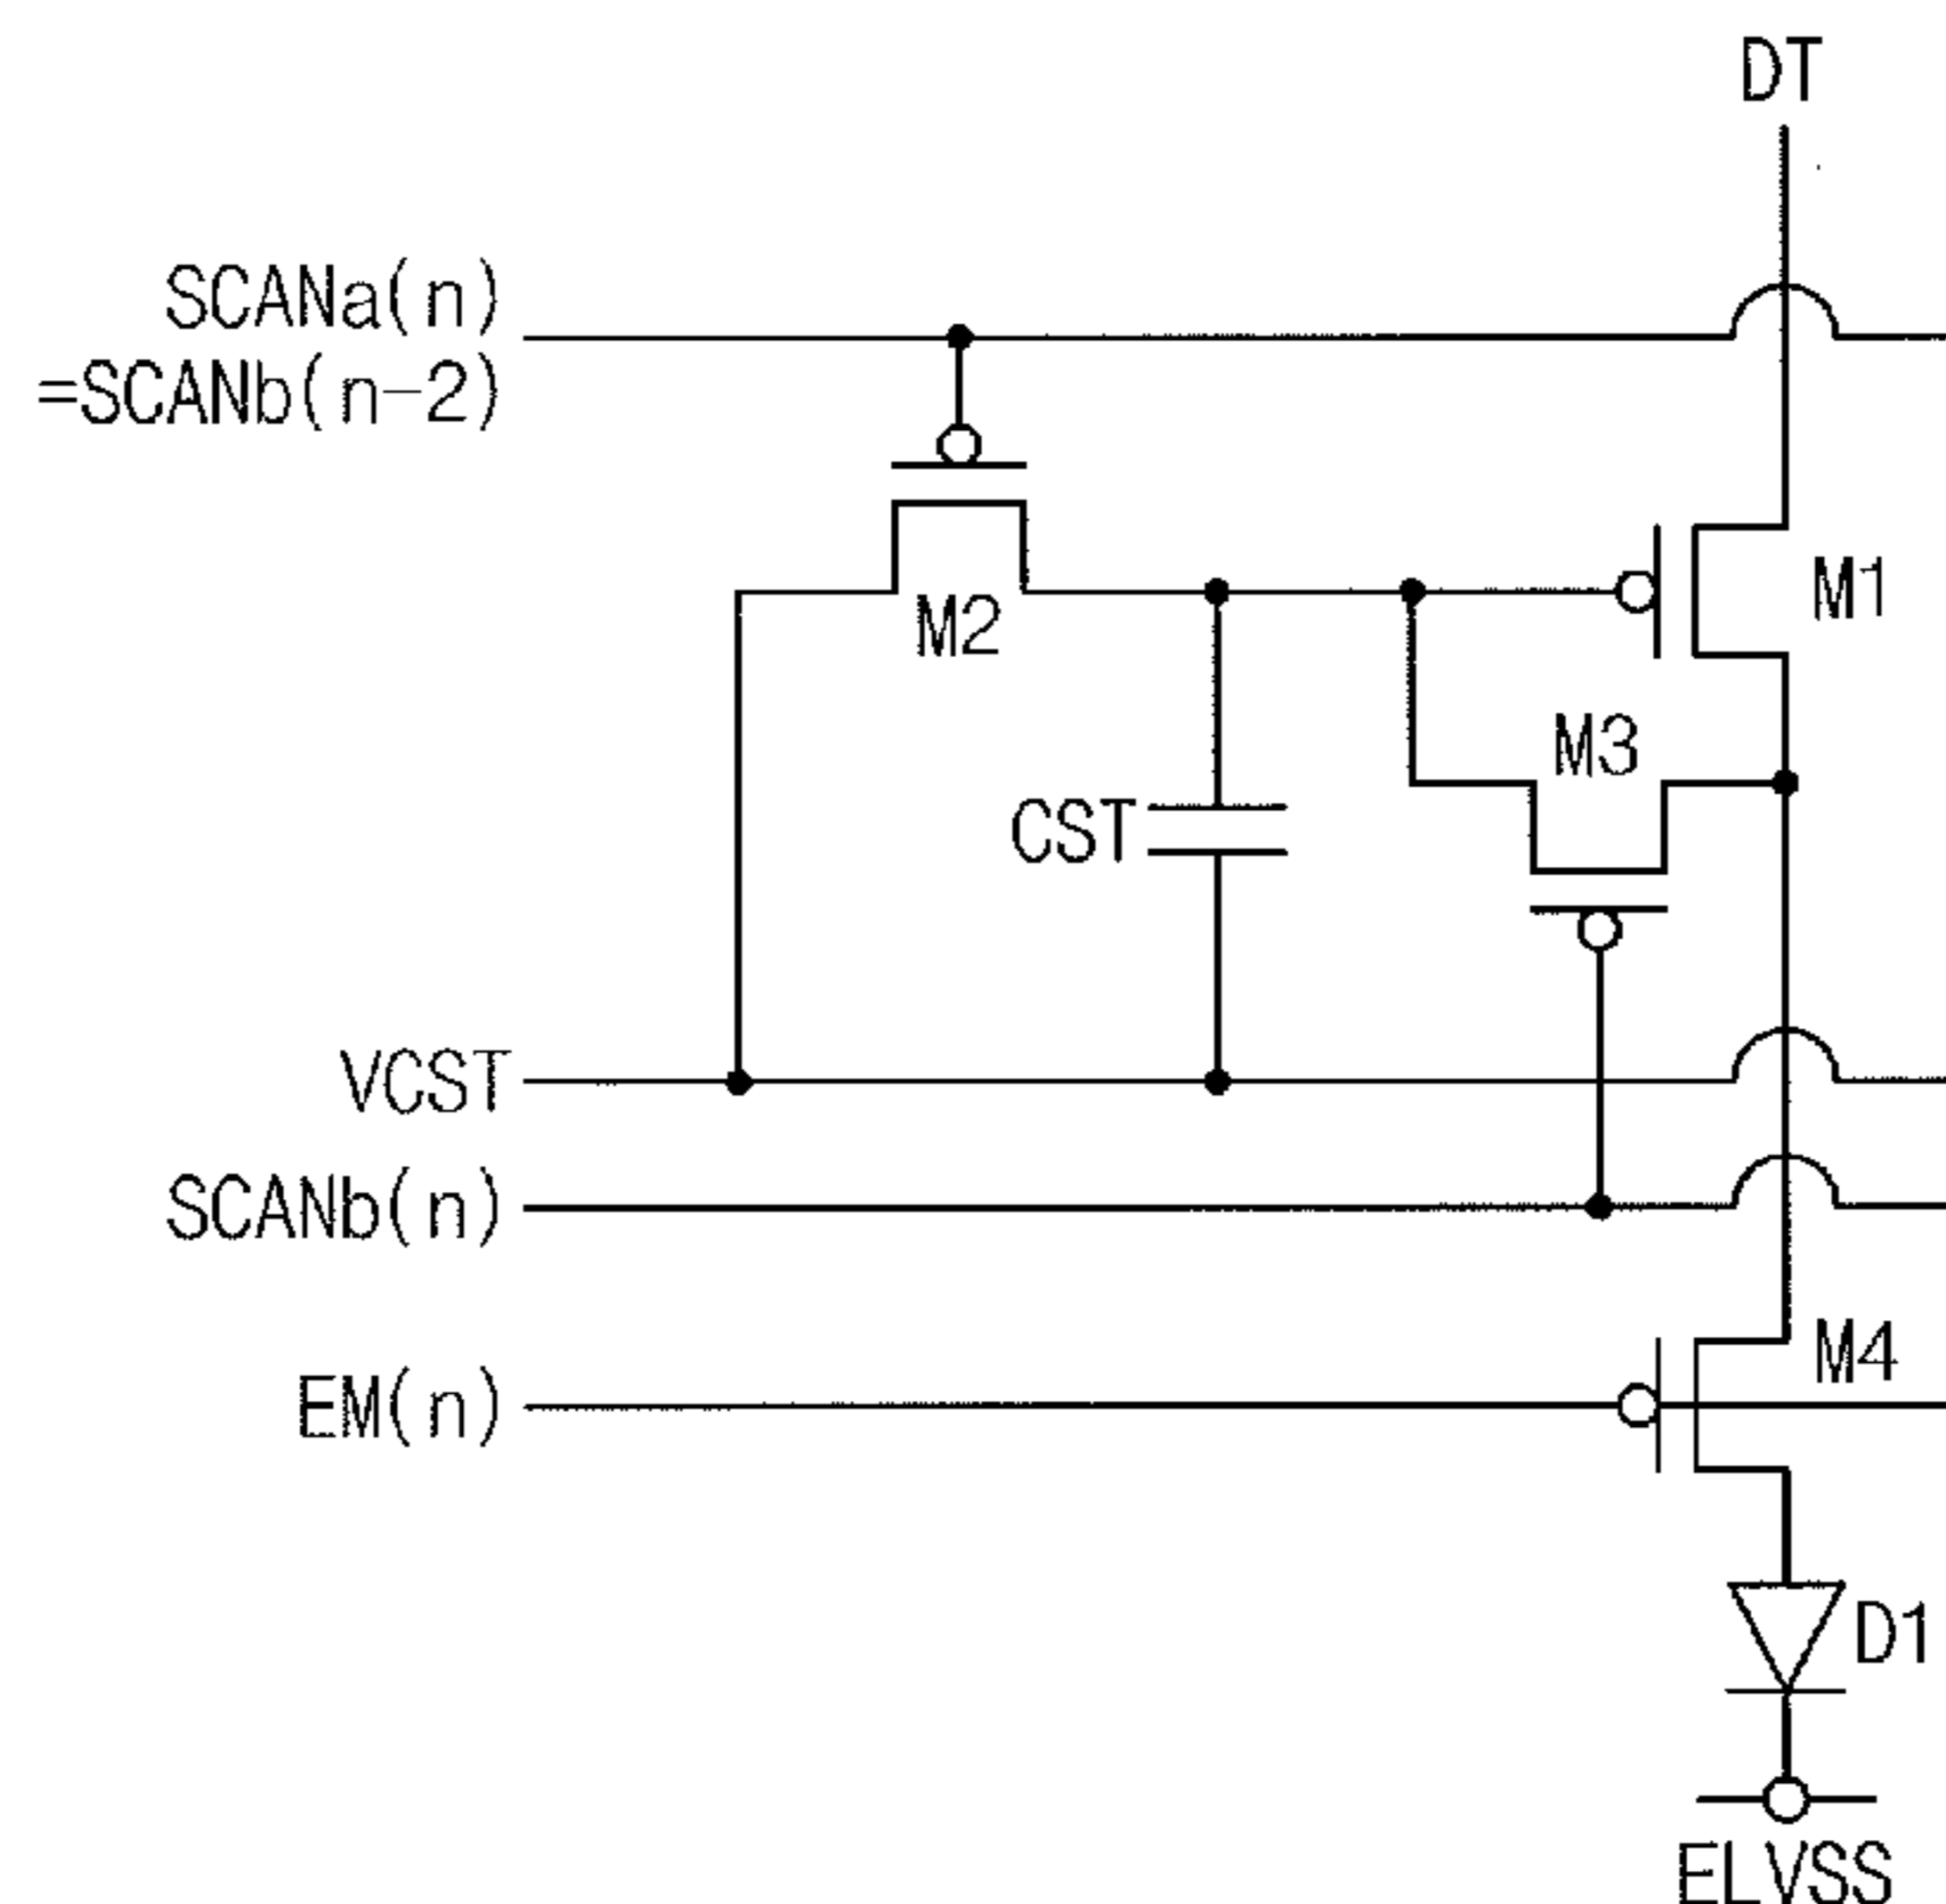 DT
SCANa(n)
=SCANb(n-2)
M2
M1
M3
CST
VCST
SCANb(n)
M4
EM(n)
D1
ELVSS